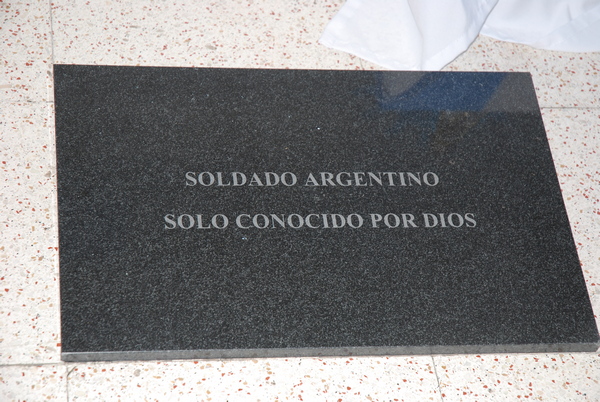 SOLDADO ARGENTINO
SOLO CONOCIDO POR DIOS